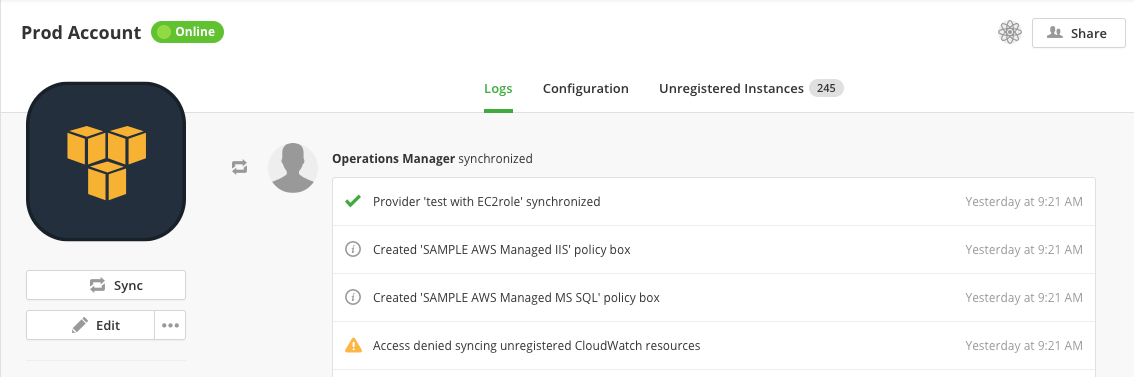 Prod Account Online
Share
Logs Configuration Unregistered Instances 245
Operations Manager synchronized
Provider 'test with EC2role' synchronized Yesterday at 9:21 AM
Created 'SAMPLE AWS Managed IIS' policy box Yesterday at 9:21 AM
Created 'SAMPLE AWS Managed MS SQL' policy box Yesterday at 9:21 AM
Access denied syncing unregistered CloudWatch resources Yesterday at 9:21 AM
Sync
Edit